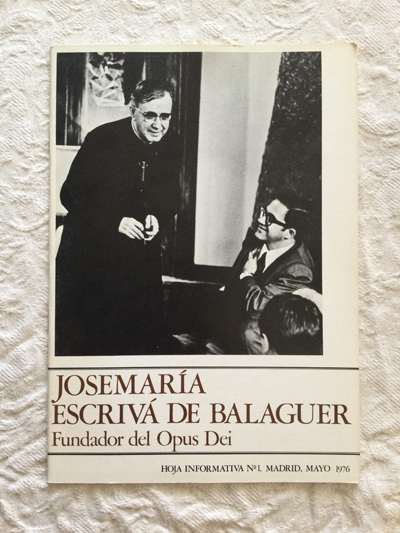 JOSEMARÍA
ESCRIVÁ DE BALAGUER
Fundador del Opus Dei
HOJA INFORMATIVA Nº1. MADRID, MAYO 1976